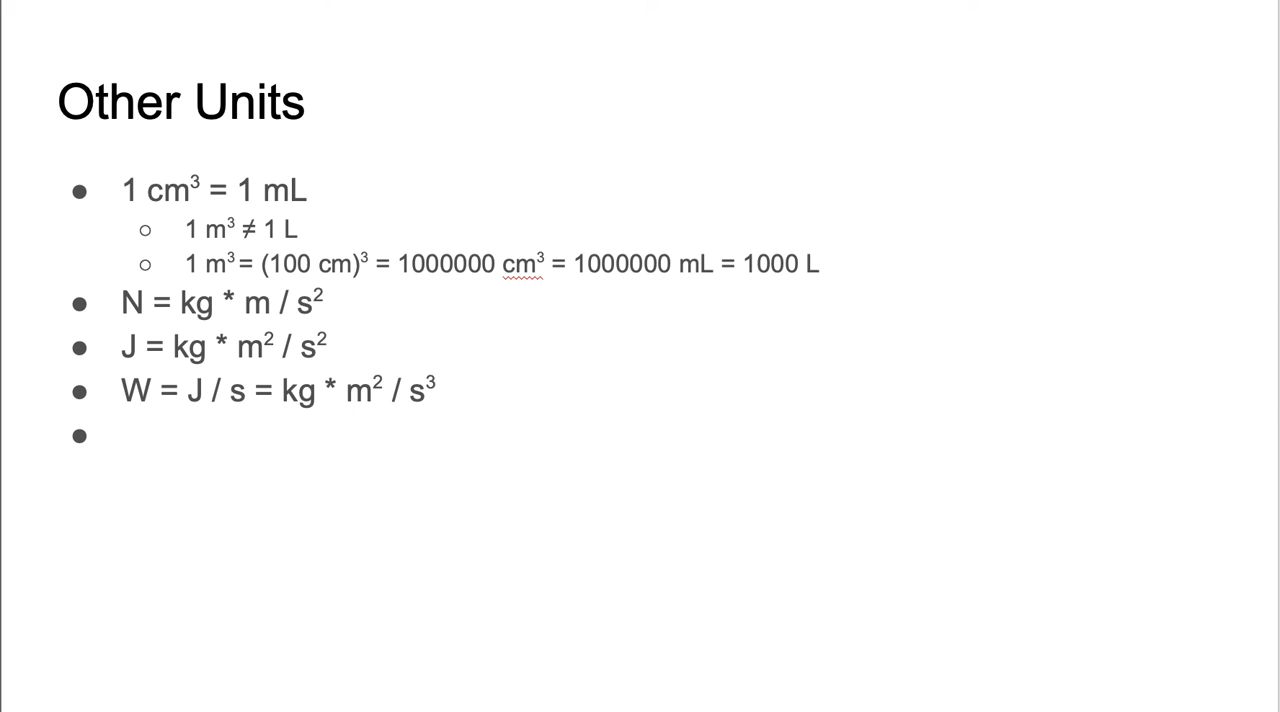 Other Units
● 1 cm³ = 1 mL
○ 1 m³ ≠ 1 L
○ 1 m³ = (100 cm)³ = 1000000 cm³ = 1000000 mL = 1000 L
● N = kg * m / s²
● J = kg * m² / s²
● W = J / s = kg * m² / s³
●